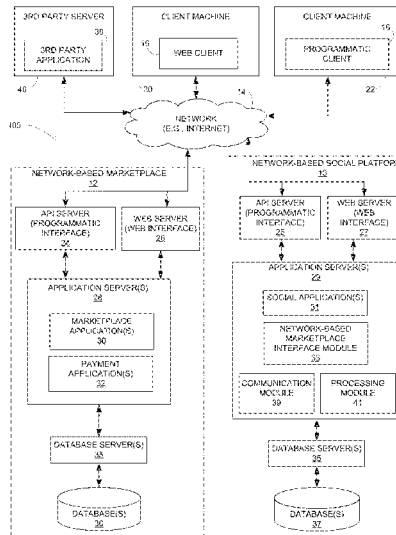 3RD PARTY SERVER
38
3RD PARTY
APPLICATION
40
CLIENT MACHINE
16
WEB CLIENT
20
CLIENT MACHINE
18
PROGRAMMATIC
CLIENT
22
14
NETWORK
(E.G., INTERNET)
105
NETWORK-BASED MARKETPLACE
12
API SERVER
(PROGRAMMATIC
INTERFACE)
24
WEB SERVER
(WEB INTERFACE)
26
APPLICATION SERVER(S)
28
MARKETPLACE
APPLICATION(S)
30
PAYMENT
APPLICATION(S)
32
DATABASE SERVER(S)
33
DATABASE(S)
36
NETWORK-BASED SOCIAL PLATFORM
13
API SERVER
(PROGRAMMATIC
INTERFACE)
25
WEB SERVER
(WEB
INTERFACE)
27
APPLICATION SERVER(S)
29
SOCIAL APPLICATION(S)
31
NETWORK-BASED
MARKETPLACE
INTERFACE MODULE
35
COMMUNICATION
MODULE
39
PROCESSING
MODULE
41
DATABASE SERVER(S)
35
DATABASE(S)
37